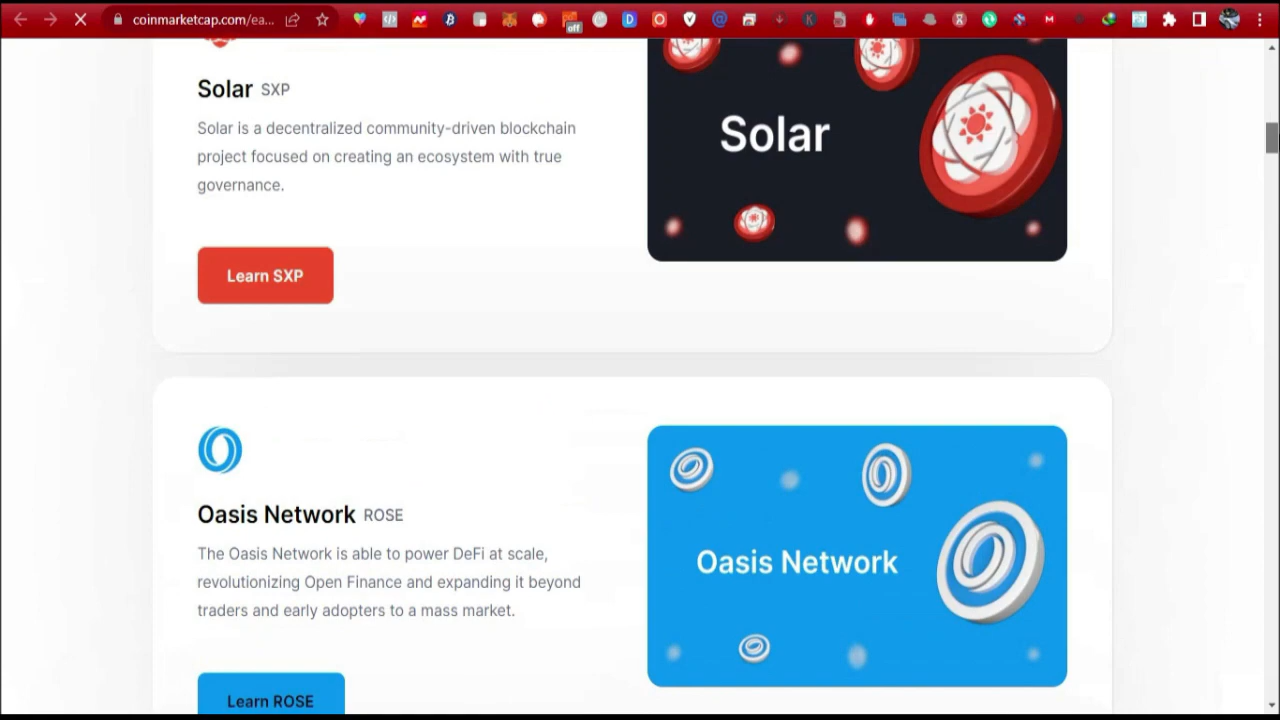 coinmarketcap.com/ea...
off
Solar SXP
Solar is a decentralized community-driven blockchain
project focused on creating an ecosystem with true
governance.
Learn SXP
Solar
Oasis Network ROSE
The Oasis Network is able to power DeFi at scale,
revolutionizing Open Finance and expanding it beyond
traders and early adopters to a mass market.
Learn ROSE
Oasis Network